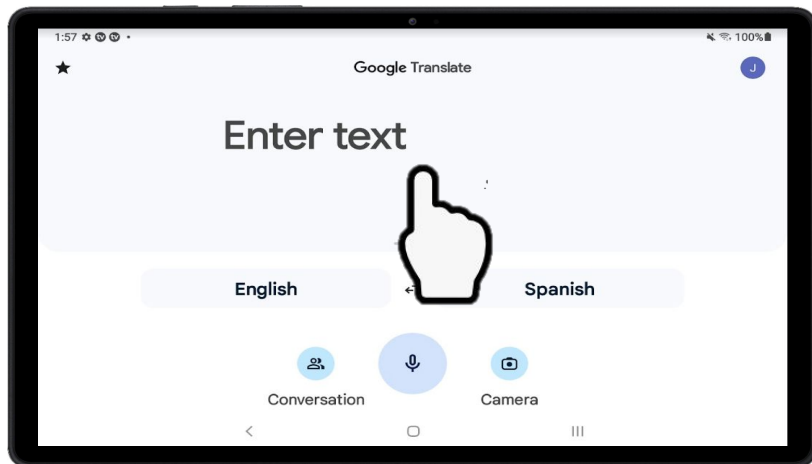 1:57 100%
Google Translate J
Enter text
English Spanish
Conversation Camera